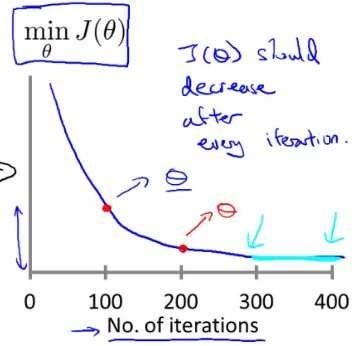 min J(θ)
θ
J(θ) should
decrease
after
every iteration.
θ
θ
0 100 200 300 400
No. of iterations